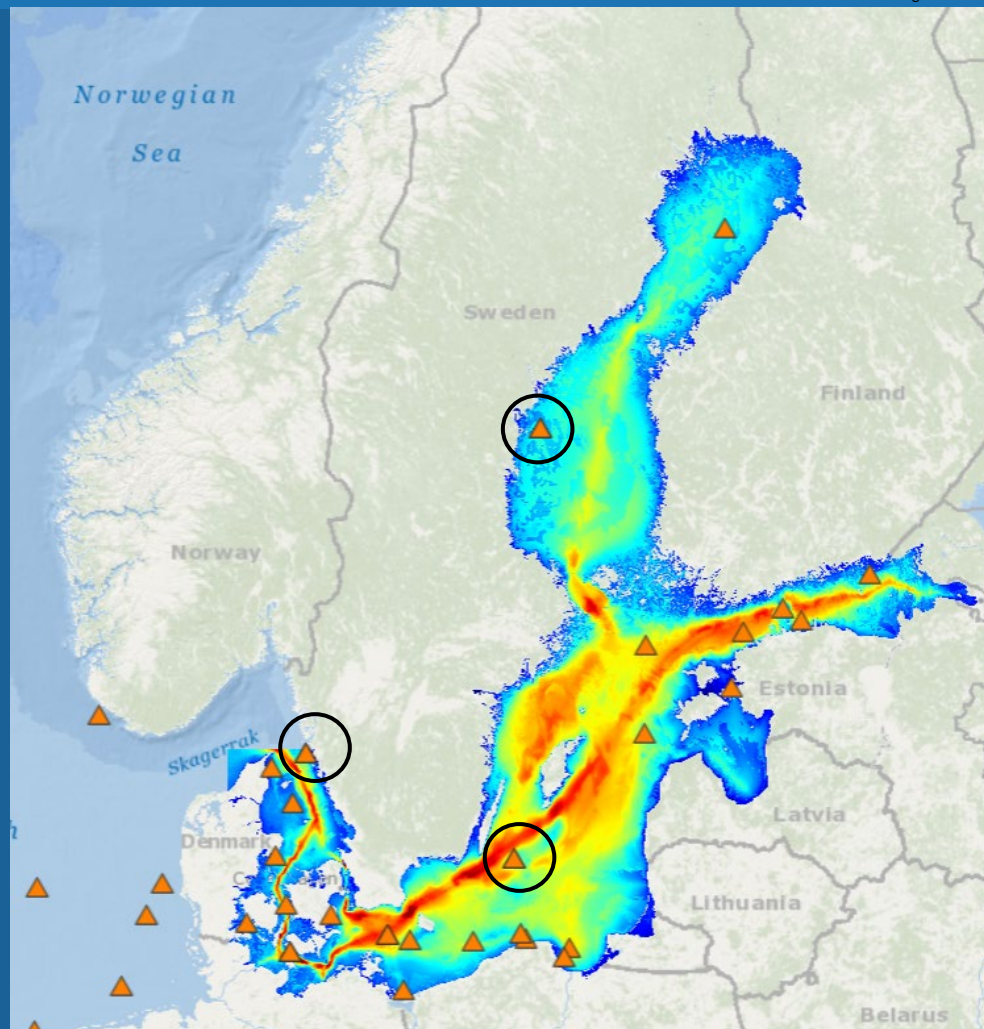 Norwegian
Sea
Sweden
Finland
Norway
Estonia
Skagerrak
Latvia
Denmark
Lithuania
Belarus